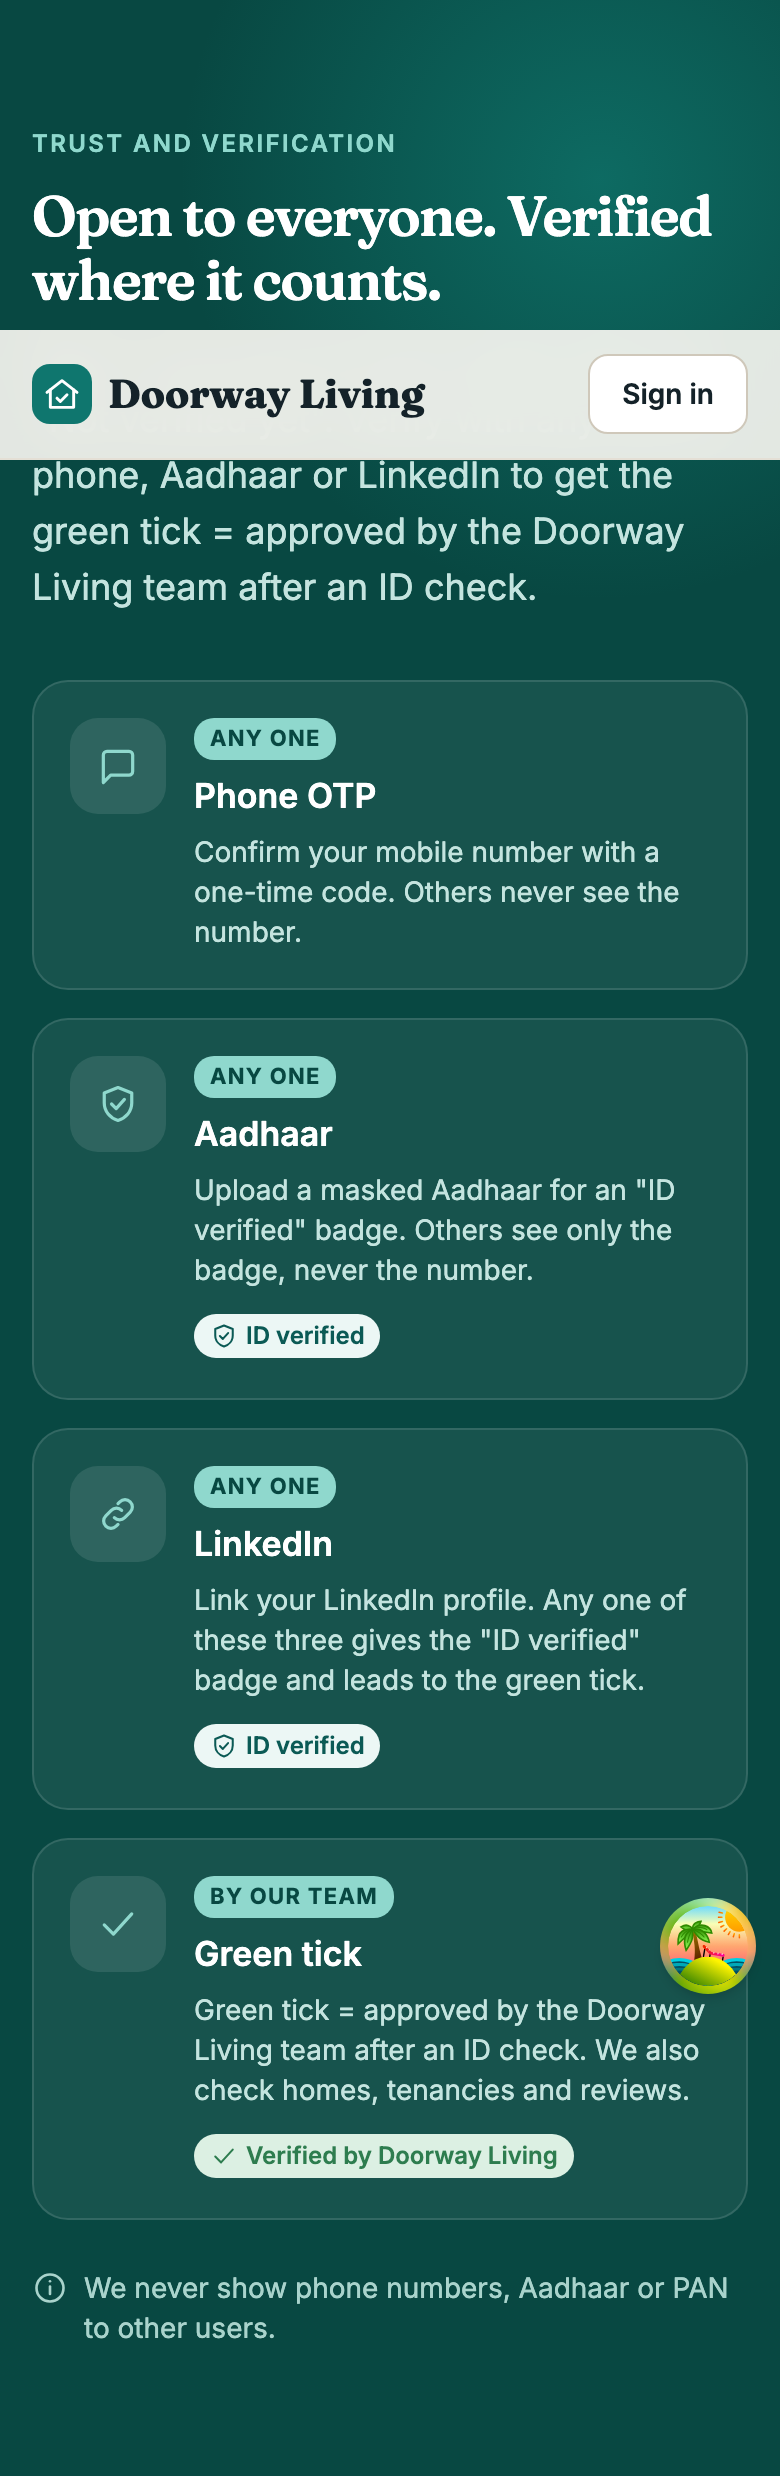 TRUST AND VERIFICATION
Open to everyone. Verified
where it counts.
Doorway Living
Sign in
phone, Aadhaar or LinkedIn to get the
green tick = approved by the Doorway
Living team after an ID check.
ANY ONE
Phone OTP
Confirm your mobile number with a
one-time code. Others never see the
number.
ANY ONE
Aadhaar
Upload a masked Aadhaar for an "ID
verified" badge. Others see only the
badge, never the number.
ID verified
ANY ONE
LinkedIn
Link your LinkedIn profile. Any one of
these three gives the "ID verified"
badge and leads to the green tick.
ID verified
BY OUR TEAM
Green tick
Green tick = approved by the Doorway
Living team after an ID check. We also
check homes, tenancies and reviews.
Verified by Doorway Living
We never show phone numbers, Aadhaar or PAN
to other users.